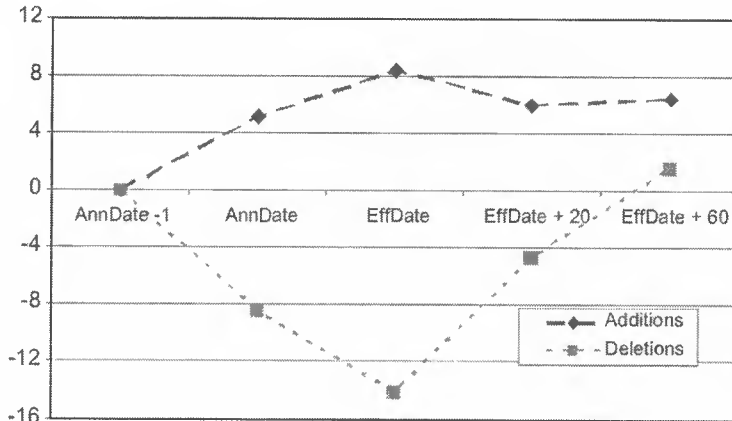 12
8
4
0
AnnDate -1 AnnDate EffDate EffDate + 20 EffDate + 60
-4
-8
-12
-16
Additions
Deletions